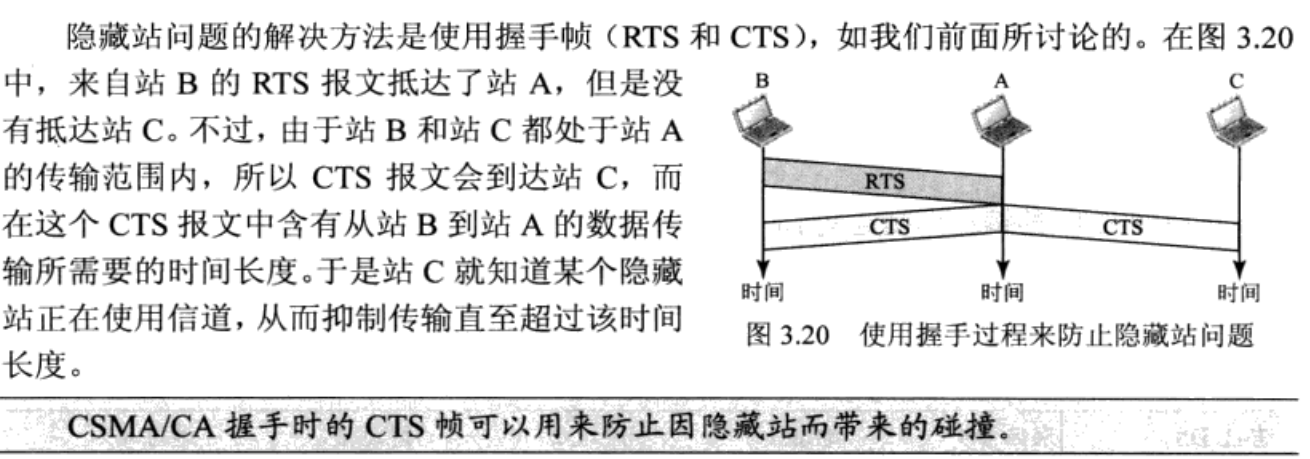 隐藏站问题的解决方法是使用握手帧（RTS 和 CTS），如我们前面所讨论的。在图 3.20
中，来自站 B 的 RTS 报文抵达了站 A，但是没
有抵达站 C。不过，由于站 B 和站 C 都处于站 A
的传输范围内，所以 CTS 报文会到达站 C，而
在这个 CTS 报文中含有从站 B 到站 A 的数据传
输所需要的时间长度。于是站 C 就知道某个隐藏
站正在使用信道，从而抑制传输直至超过该时间
长度。
B A C
RTS
CTS CTS
时间 时间 时间
图 3.20 使用握手过程来防止隐藏站问题
CSMA/CA 握手时的 CTS 帧可以用来防止因隐藏站而带来的碰撞。